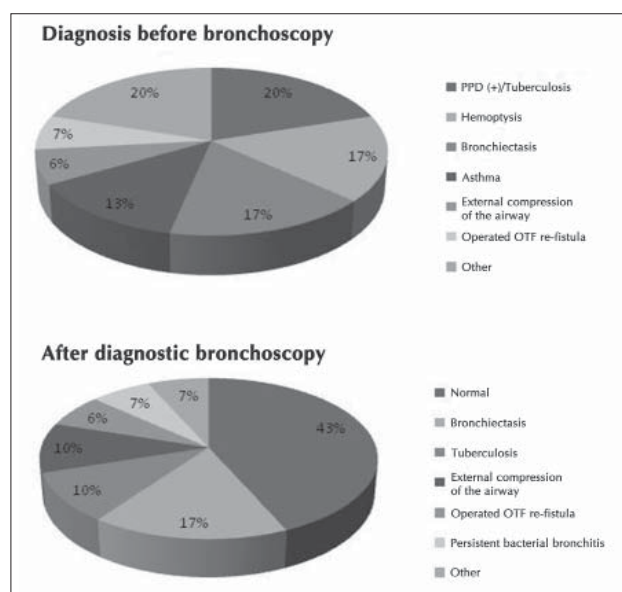 Diagnosis before bronchoscopy
20%
20%
7%
17%
6%
13%
17%
PPD (+)/Tuberculosis
Hemoptysis
Bronchiectasis
Asthma
External compression
of the airway
Operated OTF re-fistula
Other
After diagnostic bronchoscopy
7%
7%
6%
43%
10%
10%
17%
Normal
Bronchiectasis
Tuberculosis
External compression
of the airway
Operated OTF re-fistula
Persistent bacterial bronchitis
Other